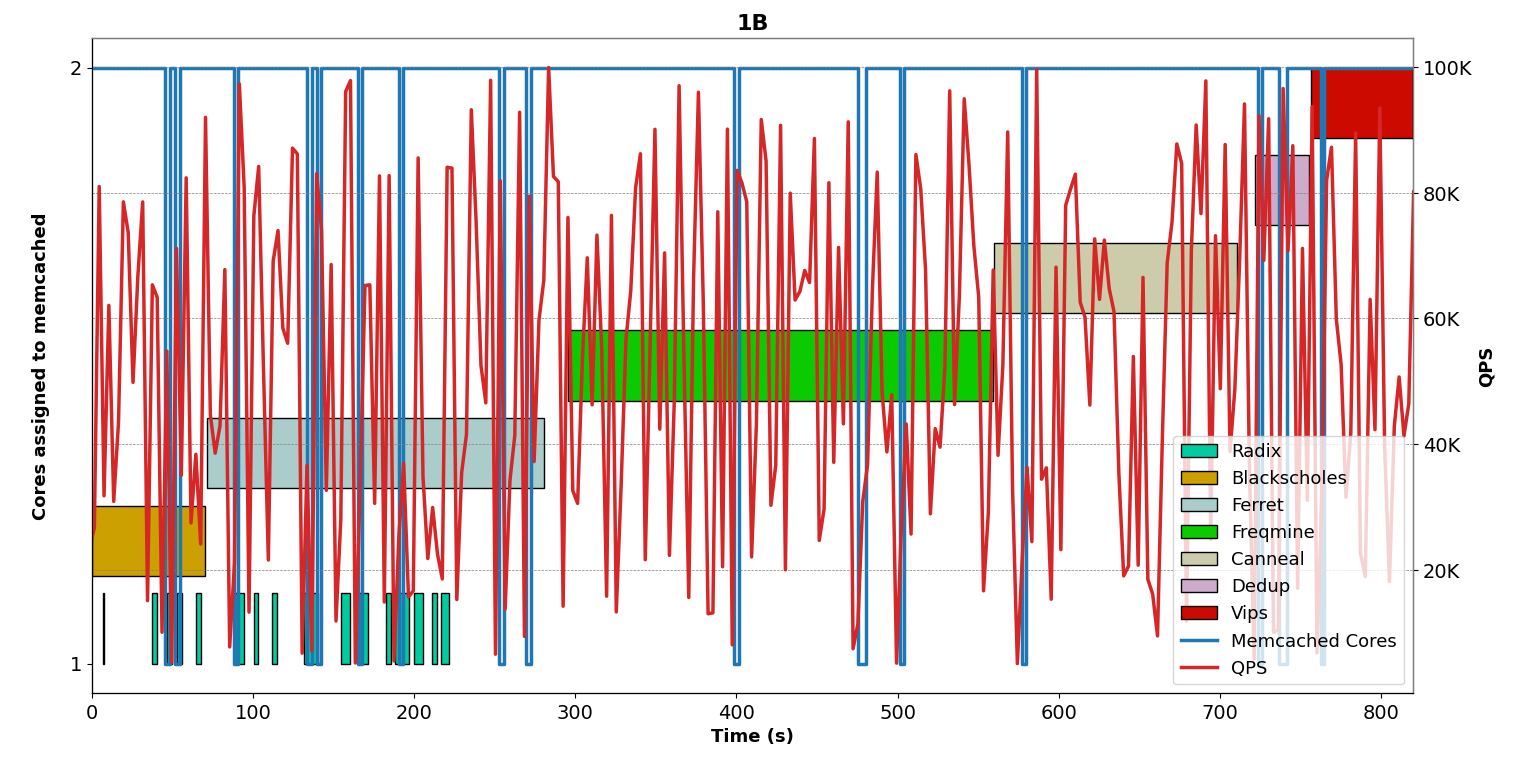 1B
Cores assigned to memcached
2
1
100K
80K
60K
40K
20K
QPS
Radix
Blackscholes
Ferret
Freqmine
Canneal
Dedup
Vips
Memcached Cores
QPS
0 100 200 300 400 500 600 700 800
Time (s)